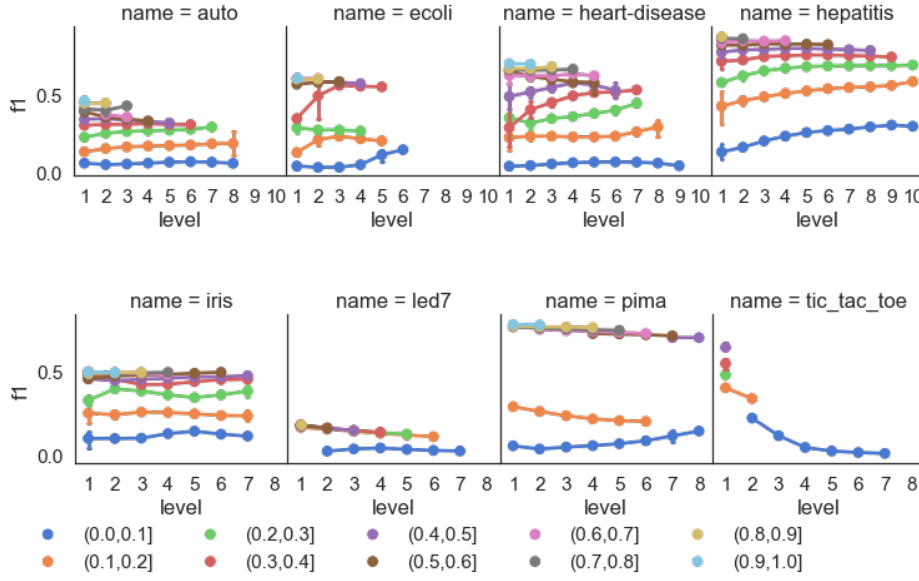 name = auto
name = ecoli
name = heart-disease
name = hepatitis
f1
0.5
0.0
1 2 3 4 5 6 7 8 9 10
1 2 3 4 5 6 7 8 9 10
1 2 3 4 5 6 7 8 9 10
1 2 3 4 5 6 7 8 9 10
level
level
level
level
name = iris
name = led7
name = pima
name = tic_tac_toe
f1
0.5
0.0
1 2 3 4 5 6 7 8
1 2 3 4 5 6 7 8
1 2 3 4 5 6 7 8
1 2 3 4 5 6 7 8
level
level
level
level
(0.0,0.1] (0.2,0.3] (0.4,0.5] (0.6,0.7] (0.8,0.9]
(0.1,0.2] (0.3,0.4] (0.5,0.6] (0.7,0.8] (0.9,1.0]